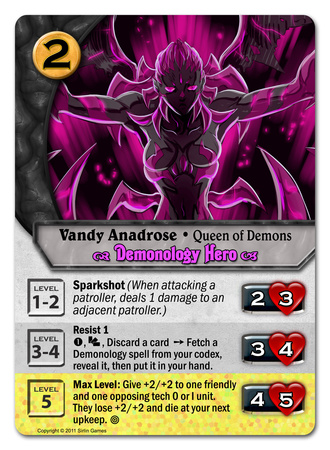 2
Vandy Anadrose • Queen of Demons
Demonology Hero
LEVEL
1-2
Sparkshot (When attacking a
patroller, deals 1 damage to an
adjacent patroller.)
2 3
LEVEL
3-4
Resist 1
❶, , Discard a card → Fetch a
Demonology spell from your codex,
reveal it, then put it in your hand.
3 4
LEVEL
5
Max Level: Give +2/+2 to one friendly
and one opposing tech 0 or I unit.
They lose +2/+2 and die at your next
upkeep. ◎
4 5
Copyright © 2011 Sirlin Games